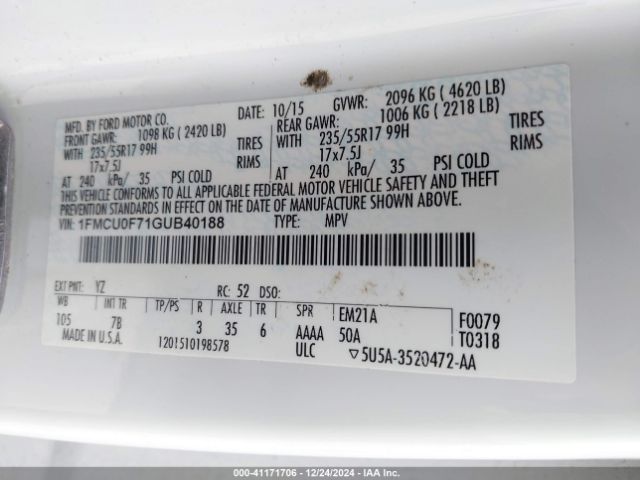 MFD. BY FORD MOTOR CO. DATE: 10/15 GVWR: 2096 KG ( 4620 LB)
FRONT GAWR: 1098 KG ( 2420 LB) REAR GAWR: 1006 KG ( 2218 LB)
WITH 235/55R17 99H TIRES WITH 235/55R17 99H TIRES
17x7.5J RIMS 17x7.5J RIMS
AT 240 kPa/ 35 PSI COLD AT 240 kPa/ 35 PSI COLD
THIS VEHICLE CONFORMS TO ALL APPLICABLE FEDERAL MOTOR VEHICLE SAFETY AND THEFT
PREVENTION STANDARDS IN EFFECT ON THE DATE OF MANUFACTURE SHOWN ABOVE.
1FMCU0F71GUB40188 TYPE: MPV
EXT PNT: YZ RC: 52 DSO:
WB INT TR TP/PS R AXLE TR SPR EM21A F0079
105 7B 3 35 6 AAAA 50A T0318
MADE IN U.S.A. 1201510198578 ULC ▽5U5A-3520472-AA
000-41171706 • 12/24/2024 • IAA Inc.